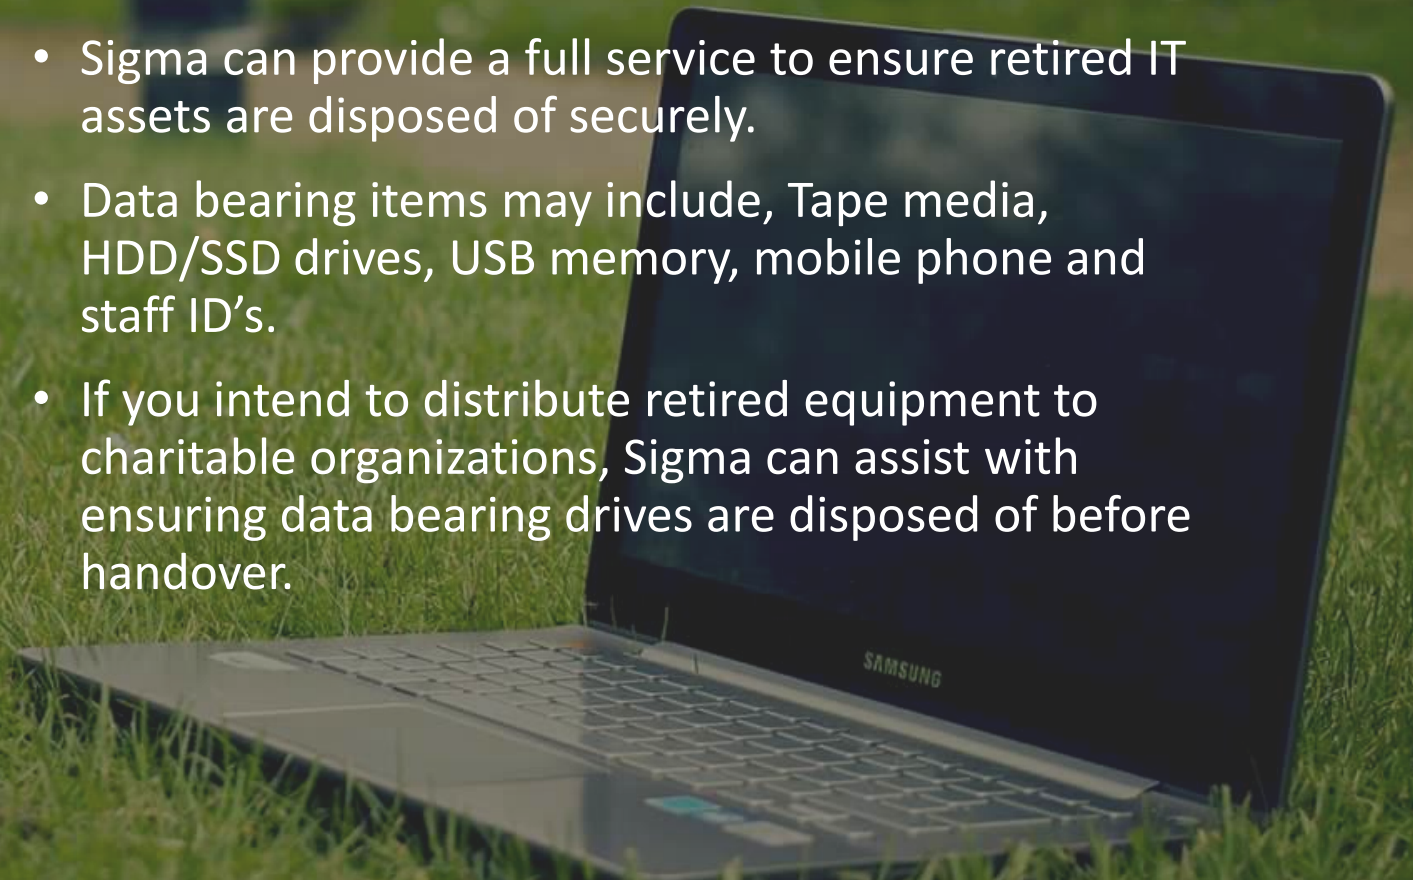 • Sigma can provide a full service to ensure retired IT
assets are disposed of securely.
• Data bearing items may include, Tape media,
HDD/SSD drives, USB memory, mobile phone and
staff ID’s.
• If you intend to distribute retired equipment to
charitable organizations, Sigma can assist with
ensuring data bearing drives are disposed of before
handover.
SAMSUNG